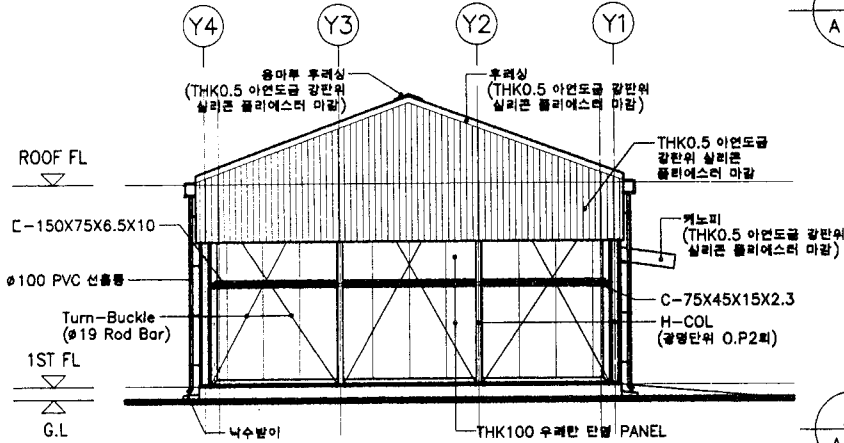 Y4 Y3 Y2 Y1
A
용마루 후레싱
(THK0.5 아연도금 강판위
실리콘 폴리에스터 마감)
후레싱
(THK0.5 아연도금 강판위
실리콘 폴리에스터 마감)
THK0.5 아연도금
강판위 실리콘
폴리에스터 마감
ROOF FL
ㄷ-150X75X6.5X10
캐노피
(THK0.5 아연도금 강판위
실리콘 폴리에스터 마감)
ø100 PVC 선홈통
C-75X45X15X2.3
Turn-Buckle
(ø19 Rod Bar)
H-COL
(광명단위 O.P2회)
1ST FL
G.L
낙수받이
THK100 우레탄 단열 PANEL
A